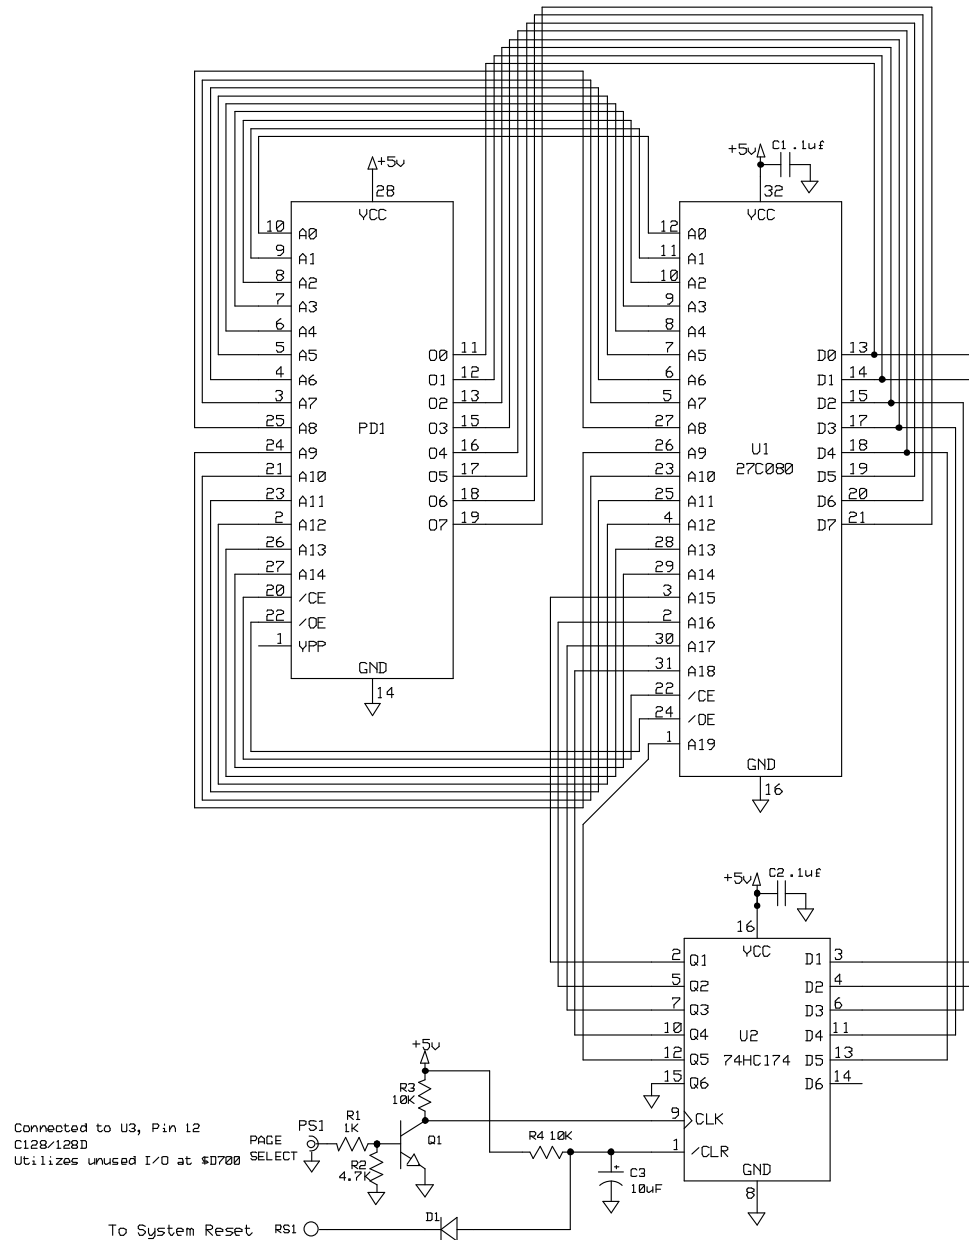 +5v
28
VCC
10 A0
9 A1
8 A2
7 A3
6 A4
5 A5
4 A6
3 A7
25 A8
24 A9
21 A10
23 A11
2 A12
26 A13
27 A14
20 /CE
22 /OE
1 VPP
PD1
O0 11
O1 12
O2 13
O3 15
O4 16
O5 17
O6 18
O7 19
GND
14
+5v
C1 .1uf
32
VCC
12 A0
11 A1
10 A2
9 A3
8 A4
7 A5
6 A6
5 A7
27 A8
26 A9
23 A10
25 A11
4 A12
28 A13
29 A14
3 A15
2 A16
30 A17
31 A18
22 /CE
24 /OE
1 A19
U1
27C080
D0 13
D1 14
D2 15
D3 17
D4 18
D5 19
D6 20
D7 21
GND
16
+5v
C2 .1uf
16
VCC
2 Q1
5 Q2
7 Q3
10 Q4
12 Q5
15 Q6
9 CLK
1 /CLR
U2
74HC174
D1 3
D2 4
D3 6
D4 11
D5 13
D6 14
GND
8
+5v
R3
10K
Connected to U3, Pin 12
C128/128D
Utilizes unused I/O at $D700
PAGE
SELECT
PS1
R1
1K
R2
4.7K
Q1
R4 10K
+
C3
10uF
D1
To System Reset RS1